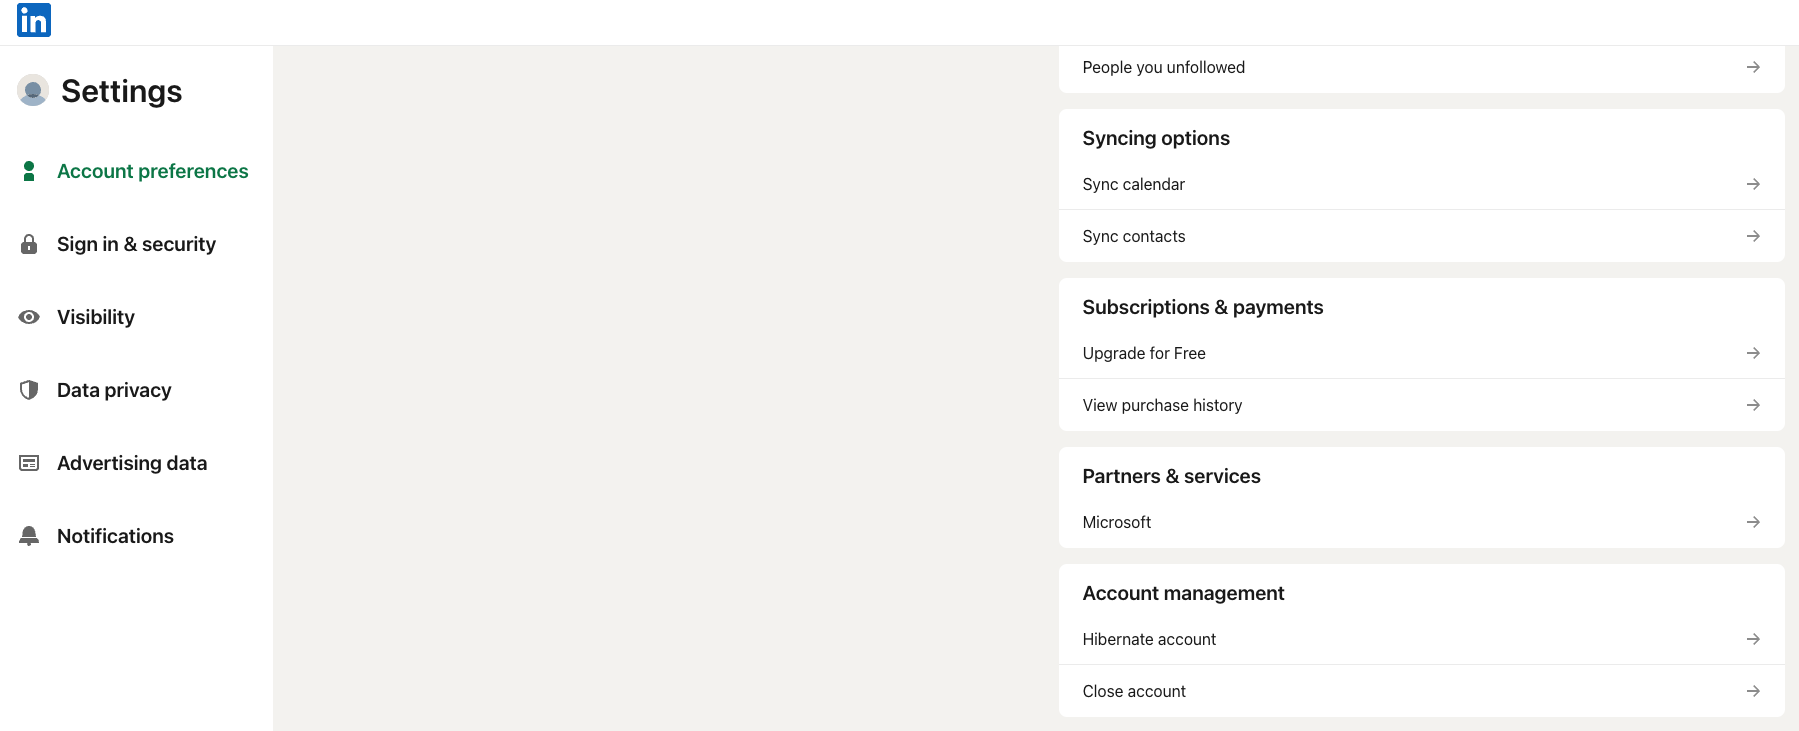 in
Settings
Account preferences
Sign in & security
Visibility
Data privacy
Advertising data
Notifications
People you unfollowed
Syncing options
Sync calendar
Sync contacts
Subscriptions & payments
Upgrade for Free
View purchase history
Partners & services
Microsoft
Account management
Hibernate account
Close account